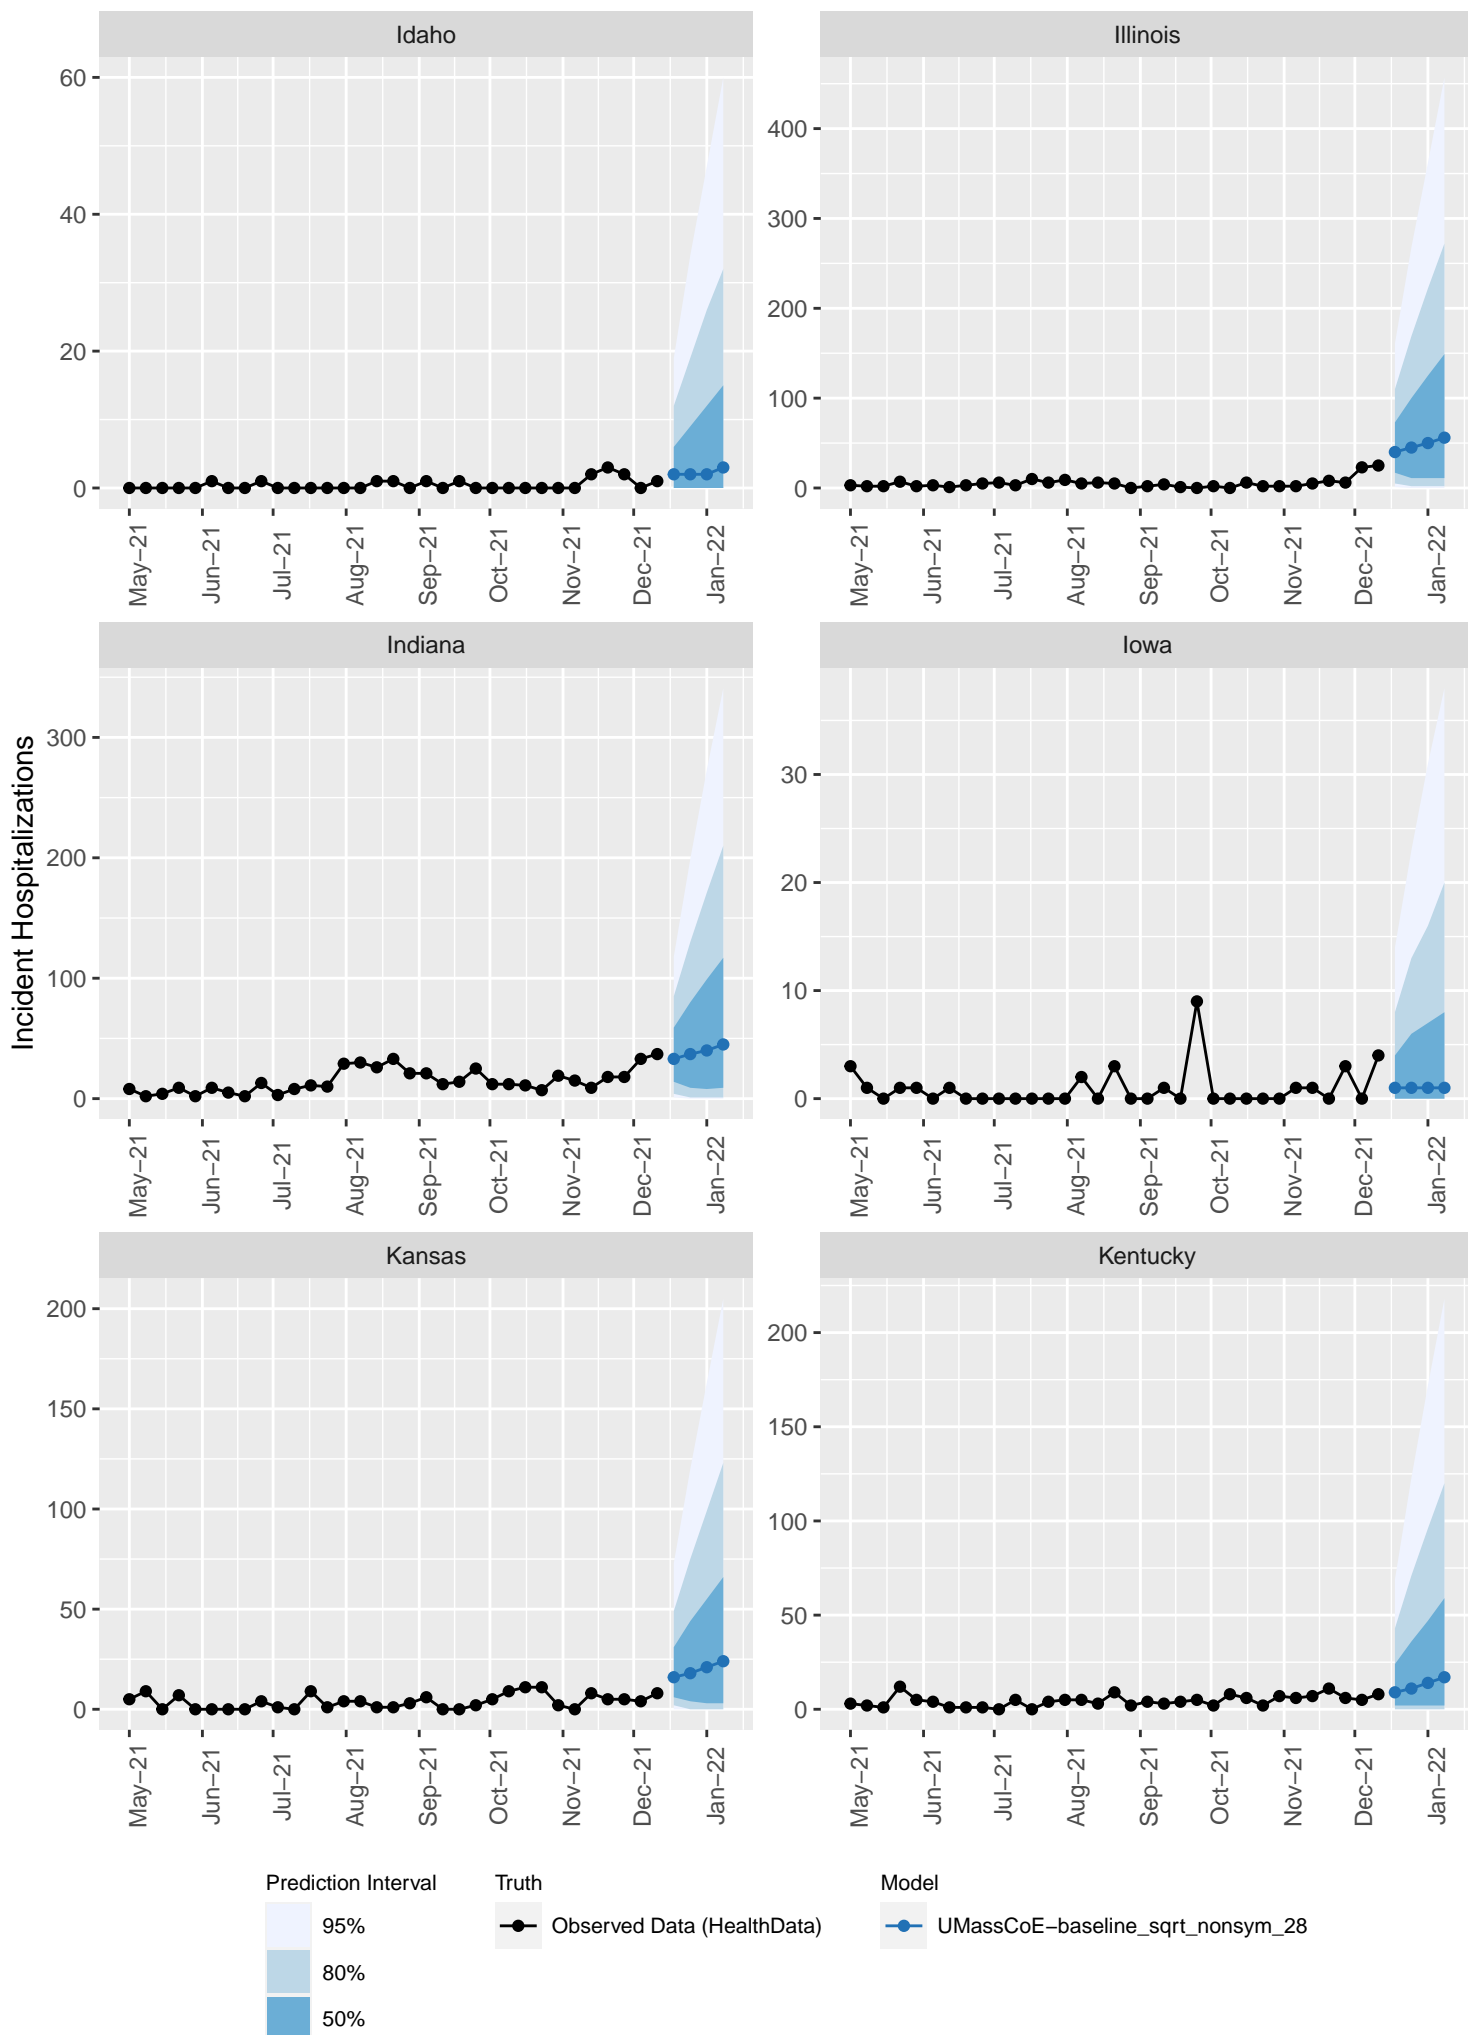 Idaho
Illinois
60
40
20
0
400
300
200
100
0
May−21
Jun−21
Jul−21
Aug−21
Sep−21
Oct−21
Nov−21
Dec−21
Jan−22
May−21
Jun−21
Jul−21
Aug−21
Sep−21
Oct−21
Nov−21
Dec−21
Jan−22
Incident Hospitalizations
Indiana
Iowa
300
200
100
0
30
20
10
0
May−21
Jun−21
Jul−21
Aug−21
Sep−21
Oct−21
Nov−21
Dec−21
Jan−22
May−21
Jun−21
Jul−21
Aug−21
Sep−21
Oct−21
Nov−21
Dec−21
Jan−22
Kansas
Kentucky
200
150
100
50
0
200
150
100
50
0
May−21
Jun−21
Jul−21
Aug−21
Sep−21
Oct−21
Nov−21
Dec−21
Jan−22
May−21
Jun−21
Jul−21
Aug−21
Sep−21
Oct−21
Nov−21
Dec−21
Jan−22
Prediction Interval
95%
80%
50%
Truth
Observed Data (HealthData)
Model
UMassCoE−baseline_sqrt_nonsym_28